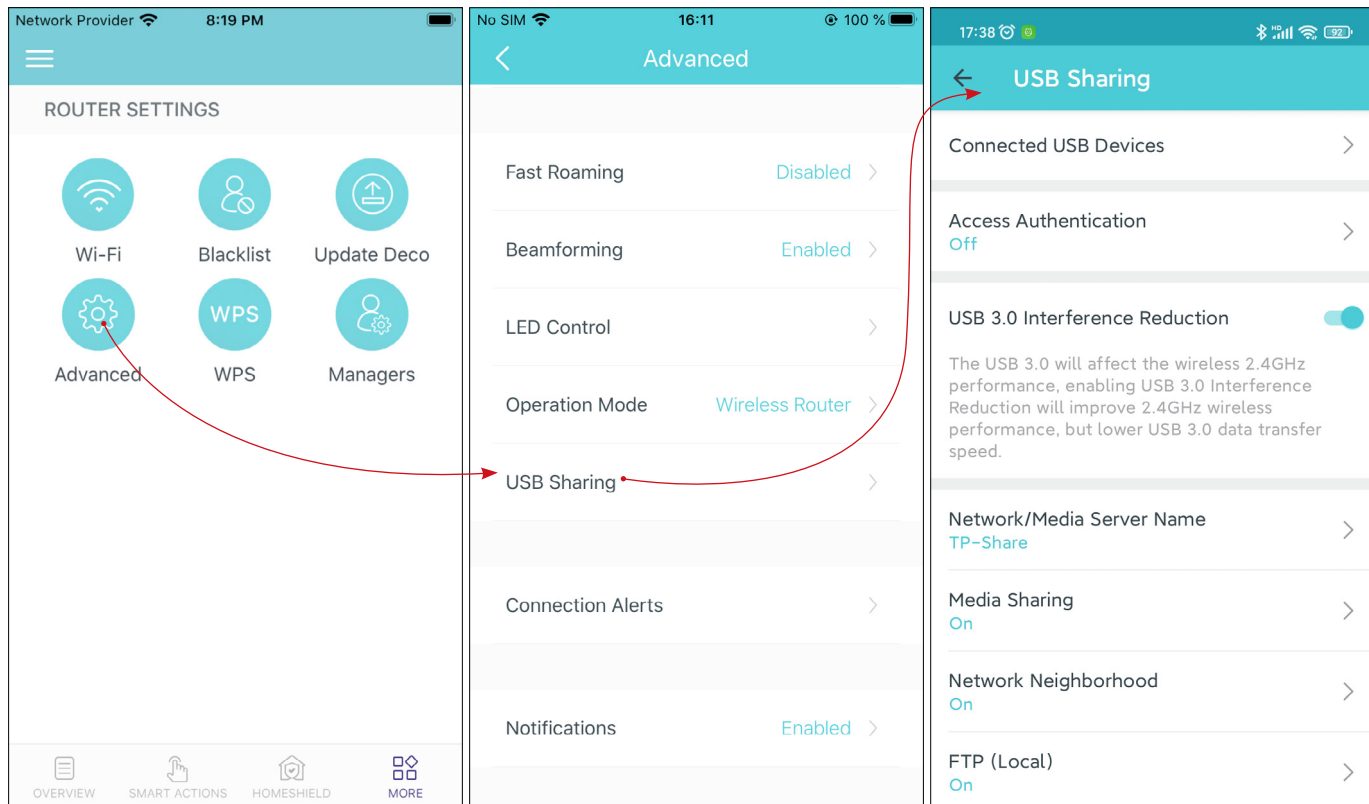 Network Provider 8:19 PM
ROUTER SETTINGS
Wi-Fi Blacklist Update Deco
WPS
Advanced WPS Managers
OVERVIEW SMART ACTIONS HOMESHIELD MORE
No SIM 16:11 100 %
Advanced
Fast Roaming Disabled
Beamforming Enabled
LED Control
Operation Mode Wireless Router
USB Sharing
Connection Alerts
Notifications Enabled
17:38 HD 92
USB Sharing
Connected USB Devices
Access Authentication
Off
USB 3.0 Interference Reduction
The USB 3.0 will affect the wireless 2.4GHz
performance, enabling USB 3.0 Interference
Reduction will improve 2.4GHz wireless
performance, but lower USB 3.0 data transfer
speed.
Network/Media Server Name
TP-Share
Media Sharing
On
Network Neighborhood
On
FTP (Local)
On